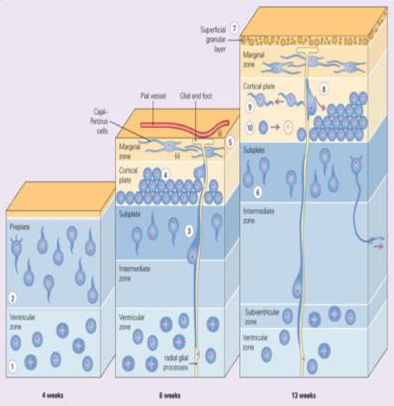 Superficial
granular
layer
7
Marginal
zone
Cortical plate
8
9
10
Subplate
6
Intermediate
zone
Subventricular
zone
Ventricular
zone
13 weeks
Pial vessel
Glial end foot
Cajal-
Retzius
cells
5
Marginal
zone
Cortical
plate
4
Subplate
3
Intermediate
zone
Ventricular
zone
radial glial
processes
6 weeks
Preplate
2
Ventricular
zone
1
4 weeks